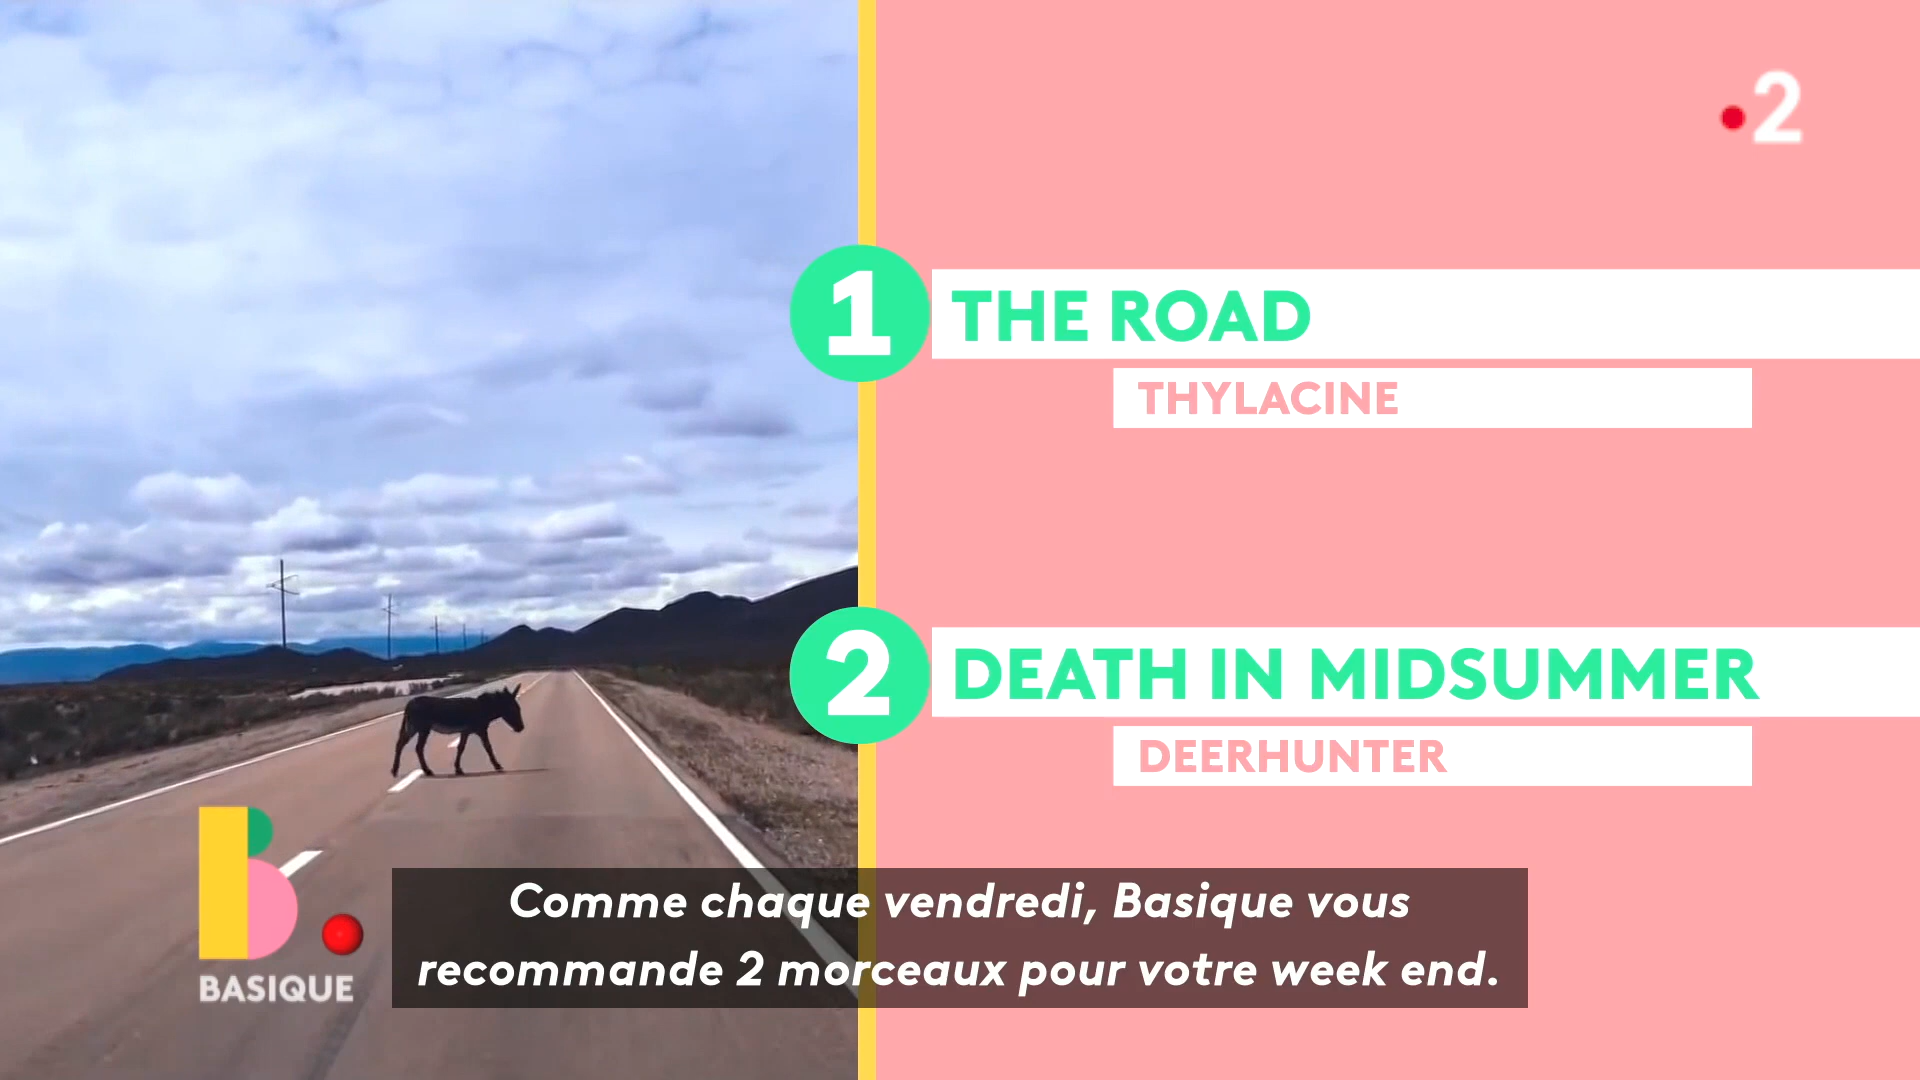 2
1
THE ROAD
THYLACINE
2
DEATH IN MIDSUMMER
DEERHUNTER
B.
BASIQUE
Comme chaque vendredi, Basique vous
recommande 2 morceaux pour votre week end.